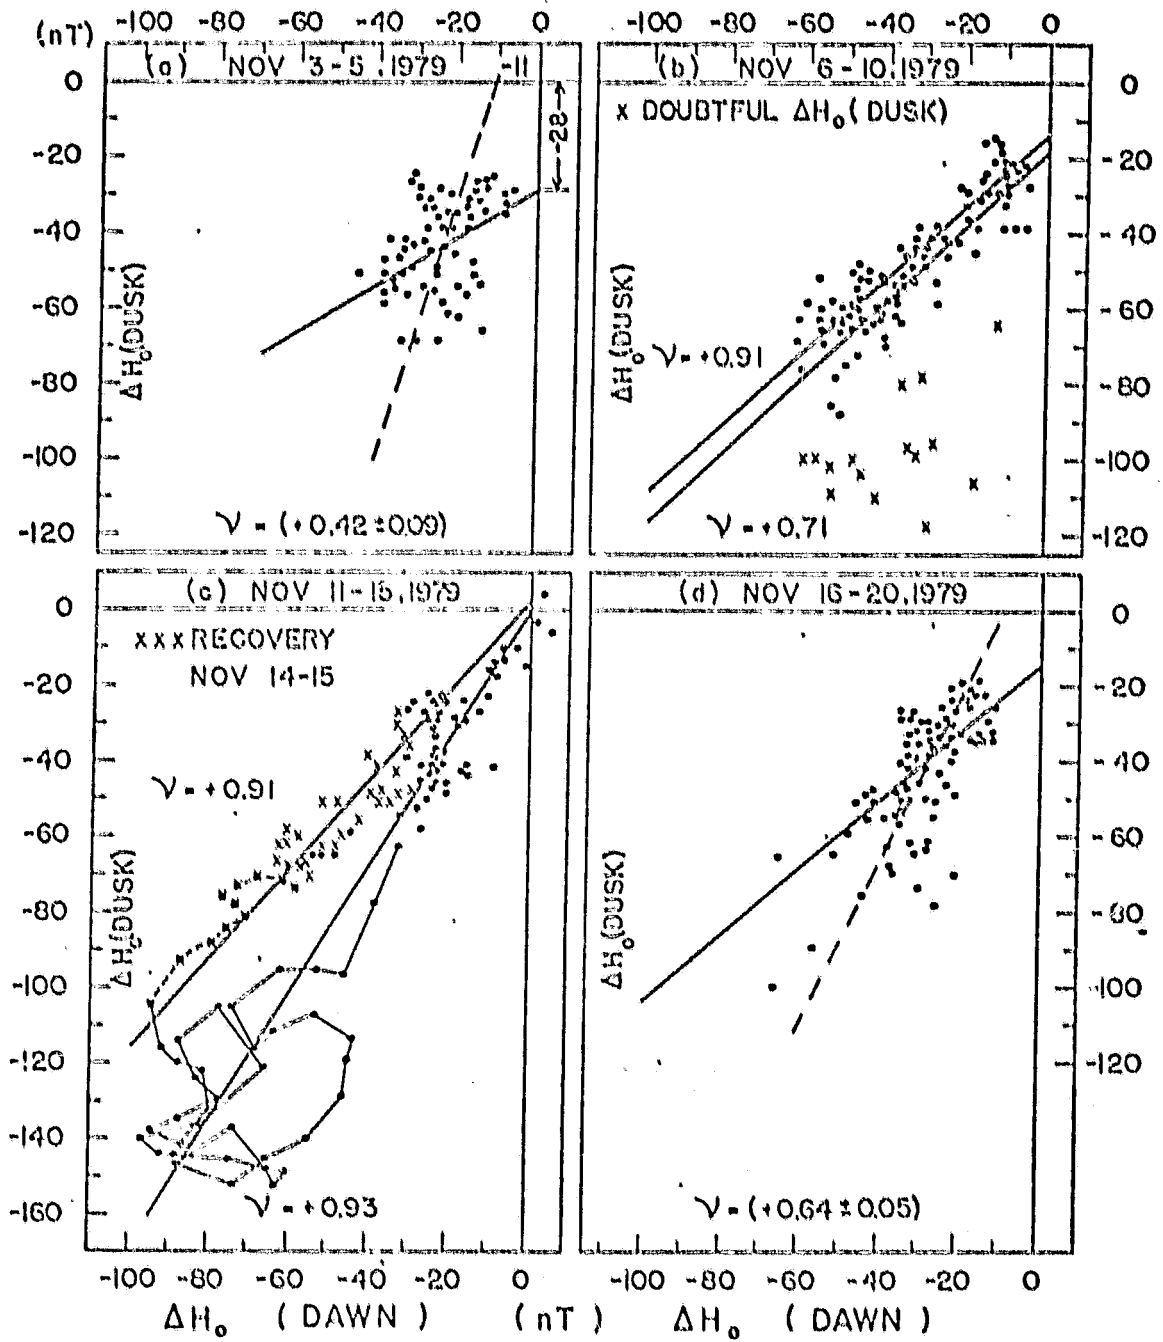 -100 -80 -60 -40 -20 0
-100 -80 -60 -40 -20 0
(nT)
(a) NOV 3-5, 1979
-11
0
-20
-40
-60
-80
-100
-120
28
ΔH₀(DUSK)
ν = (+0.42 ± 0.09)
(b) NOV 6-10, 1979
x DOUBTFUL ΔH₀ (DUSK)
ΔH₀(DUSK)
ν = +0.91
ν = +0.71
0
-20
-40
-60
-80
-100
-120
(c) NOV 11-15, 1979
xxx RECOVERY
NOV 14-15
0
-20
-40
-60
-80
-100
-120
-140
-160
ν = +0.91
ΔH₀(DUSK)
ν = +0.93
(d) NOV 16-20, 1979
ΔH₀(DUSK)
ν = (+0.64 ± 0.05)
0
-20
-40
-60
-80
-100
-120
-100 -80 -60 -40 -20 0
-100 -80 -60 -40 -20 0
ΔH₀ (DAWN) (nT) ΔH₀ (DAWN)